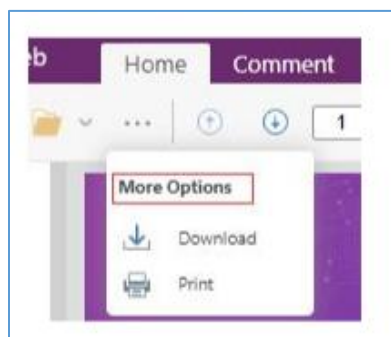 eb Home Comment
... 1
More Options
Download
Print